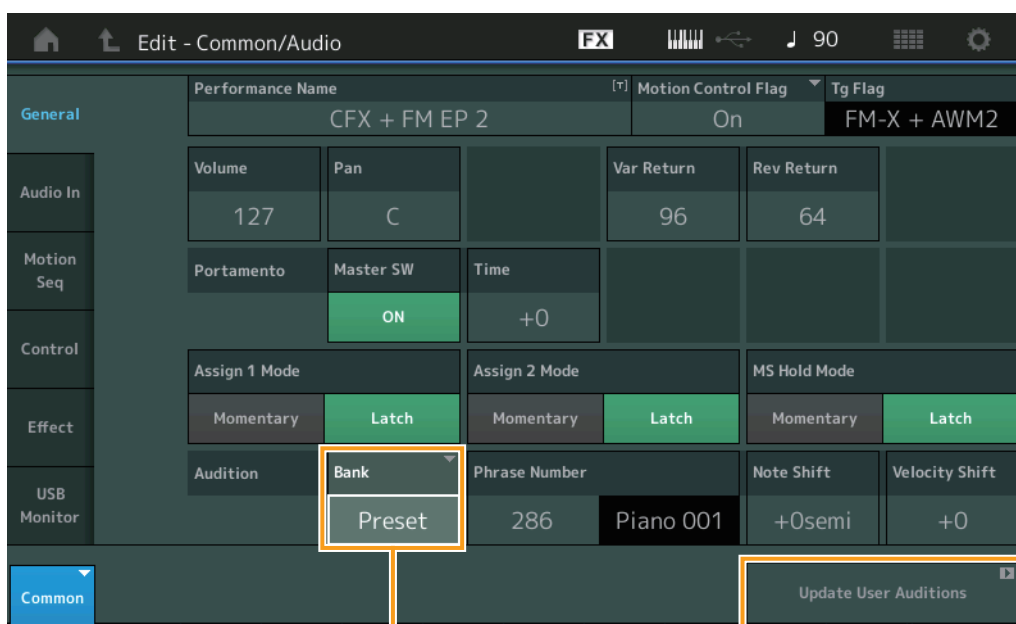 Edit - Common/Audio FX ♩ 90
Performance Name [T] Motion Control Flag Tg Flag
General CFX + FM EP 2 On FM-X + AWM2
Volume Pan Var Return Rev Return
Audio In 127 C 96 64
Motion
Seq
Portamento Master SW Time
ON +0
Control
Assign 1 Mode Assign 2 Mode MS Hold Mode
Effect Momentary Latch Momentary Latch Momentary Latch
Audition Bank Phrase Number Note Shift Velocity Shift
USB
Monitor
Preset 286 Piano 001 +0semi +0
Common Update User Auditions